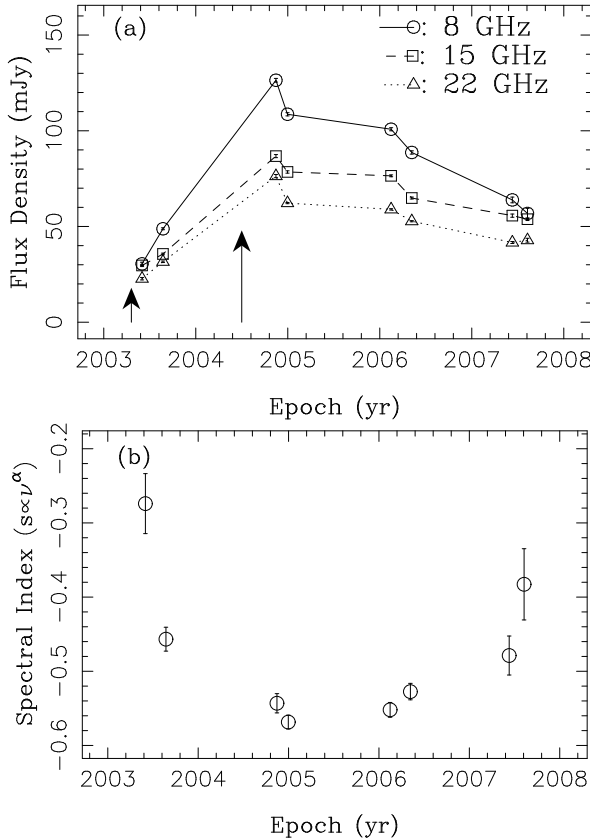 (a)
8 GHz
15 GHz
22 GHz
150
100
50
0
Flux Density (mJy)
2003 2004 2005 2006 2007 2008
Epoch (yr)
(b)
−0.2
−0.3
−0.4
−0.5
−0.6
Spectral Index (s∝ν^α)
2003 2004 2005 2006 2007 2008
Epoch (yr)